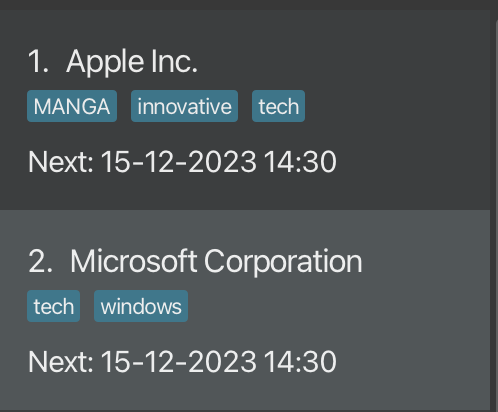 1. Apple Inc.
MANGA innovative tech
Next: 15-12-2023 14:30
2. Microsoft Corporation
tech windows
Next: 15-12-2023 14:30